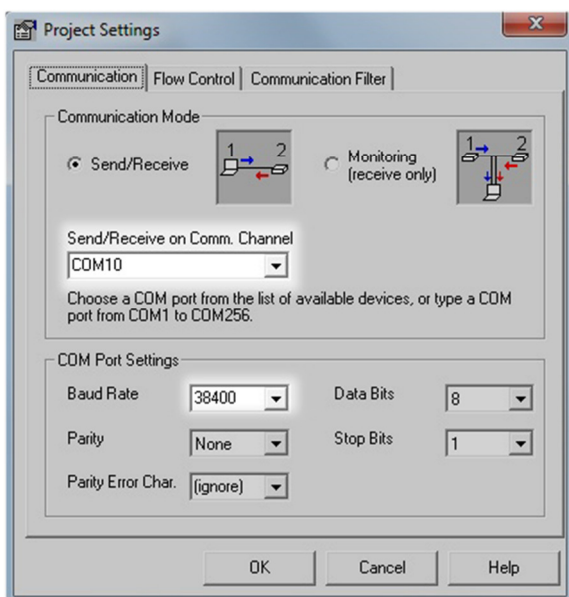 Project Settings
Communication Flow Control Communication Filter
Communication Mode
Send/Receive
1 2
Monitoring
(receive only)
1 2
Send/Receive on Comm. Channel
COM10
Choose a COM port from the list of available devices, or type a COM
port from COM1 to COM256.
COM Port Settings
Baud Rate 38400 Data Bits 8
Parity None Stop Bits 1
Parity Error Char. (ignore)
OK Cancel Help